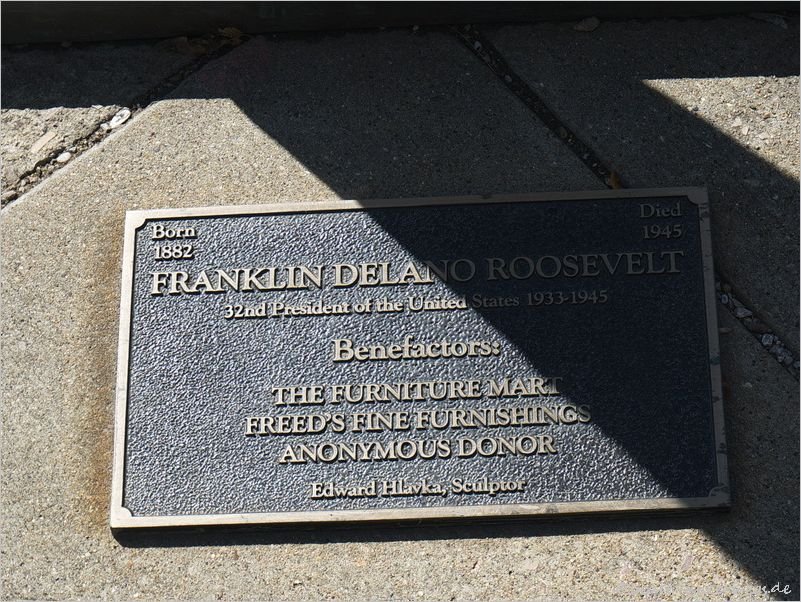 Born
1882
Died
1945
FRANKLIN DELANO ROOSEVELT
32nd President of the United States 1933-1945
Benefactors:
THE FURNITURE MART
FREED'S FINE FURNISHINGS
ANONYMOUS DONOR
Edward Hlavka, Sculptor